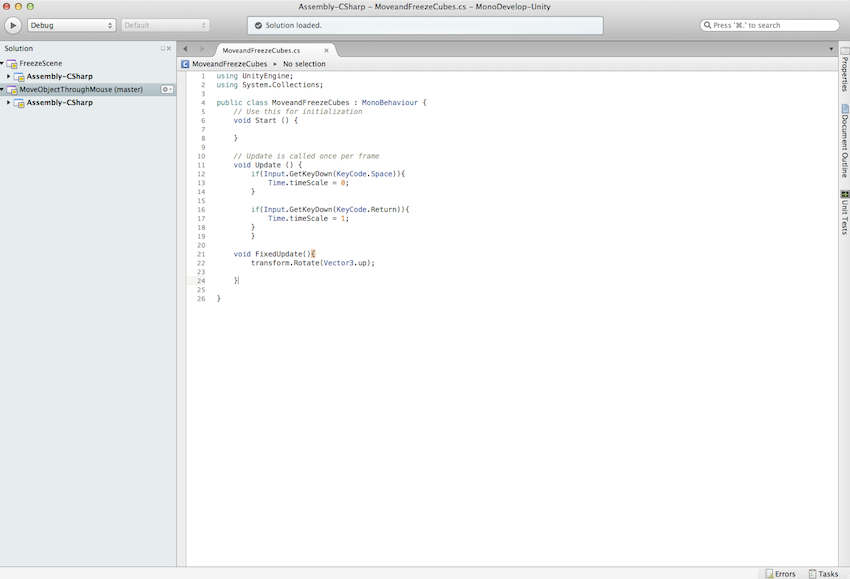 Assembly-CSharp – MoveandFreezeCubes.cs – MonoDevelop-Unity
Debug
Default
Solution loaded.
Press '⌘.' to search
Solution
FreezeScene
Assembly-CSharp
MoveObjectThroughMouse (master)
Assembly-CSharp
MoveandFreezeCubes.cs
MoveandFreezeCubes ▸ No selection
1 using UnityEngine;
2 using System.Collections;
3
4 public class MoveandFreezeCubes : MonoBehaviour {
5 // Use this for initialization
6 void Start () {
7
8 }
9
10 // Update is called once per frame
11 void Update () {
12 if(Input.GetKeyDown(KeyCode.Space)){
13 Time.timeScale = 0;
14 }
15
16 if(Input.GetKeyDown(KeyCode.Return)){
17 Time.timeScale = 1;
18 }
19 }
20
21 void FixedUpdate(){
22 transform.Rotate(Vector3.up);
23
24 }
25
26 }
Properties
Document Outline
Unit Tests
Errors
Tasks